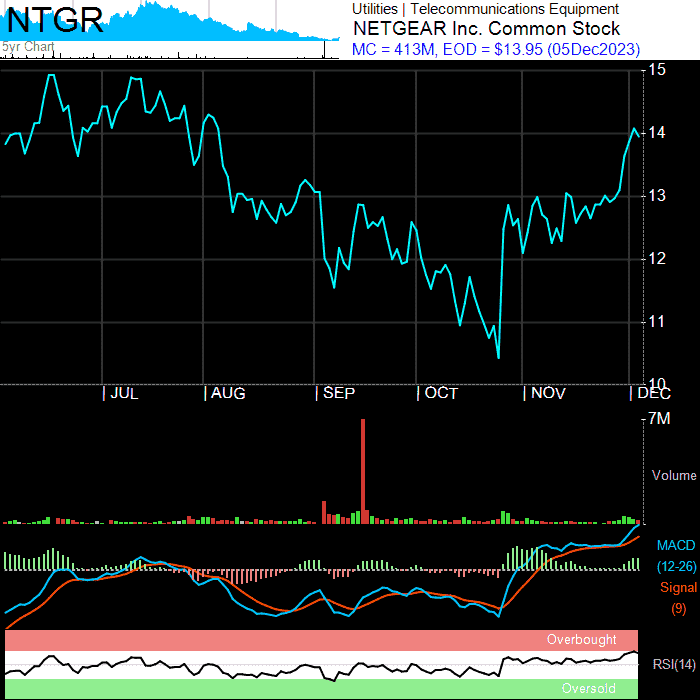 NTGR
5yr Chart
Utilities | Telecommunications Equipment
NETGEAR Inc. Common Stock
MC = 413M, EOD = $13.95 (05Dec2023)
15
14
13
12
11
10
| JUL | AUG | SEP | OCT | NOV | DEC
7M
Volume
MACD
(12-26)
Signal
(9)
Overbought
RSI(14)
Oversold